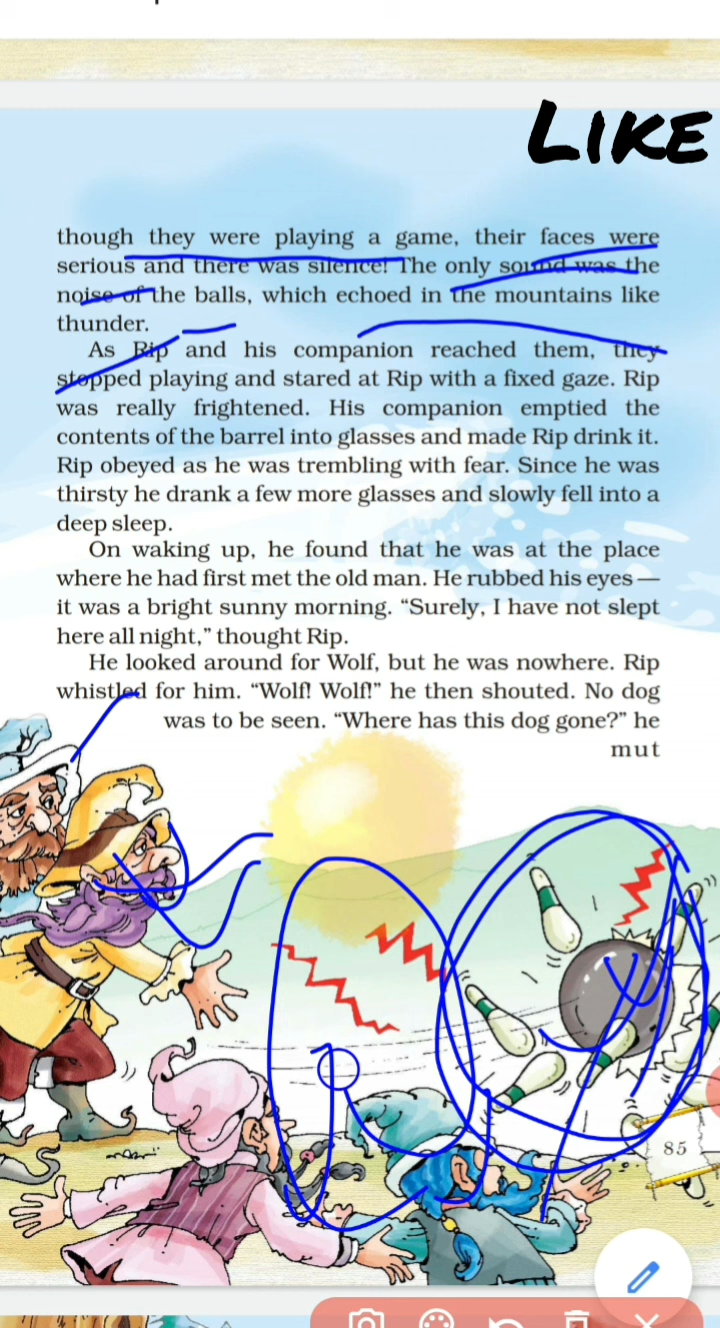 LIKE
though they were playing a game, their faces were
serious and there was silence! The only sound was the
noise of the balls, which echoed in the mountains like
thunder.
As Rip and his companion reached them, they
stopped playing and stared at Rip with a fixed gaze. Rip
was really frightened. His companion emptied the
contents of the barrel into glasses and made Rip drink it.
Rip obeyed as he was trembling with fear. Since he was
thirsty he drank a few more glasses and slowly fell into a
deep sleep.
On waking up, he found that he was at the place
where he had first met the old man. He rubbed his eyes —
it was a bright sunny morning. “Surely, I have not slept
here all night,” thought Rip.
He looked around for Wolf, but he was nowhere. Rip
whistled for him. “Wolf! Wolf!” he then shouted. No dog
was to be seen. “Where has this dog gone?” he
mut
85